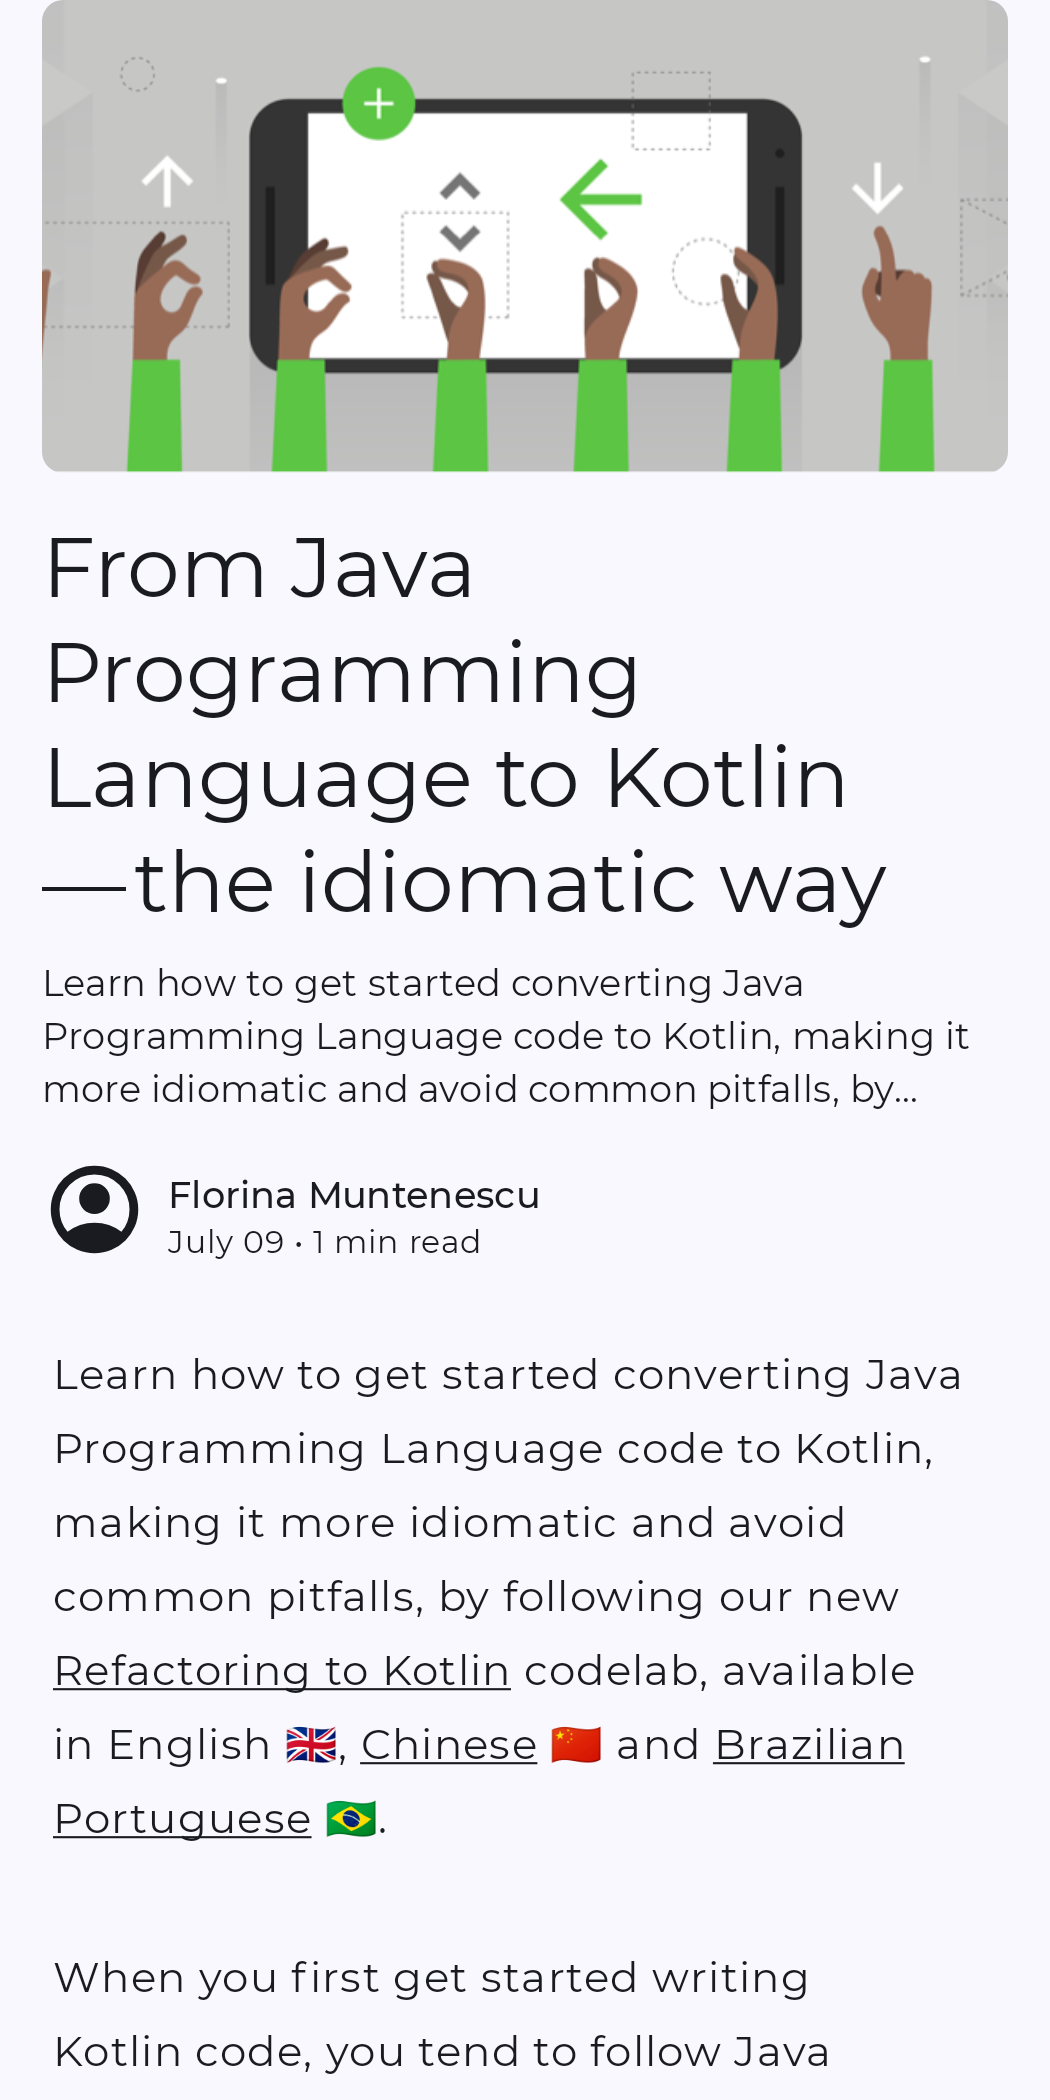 From Java
Programming
Language to Kotlin
—the idiomatic way
Learn how to get started converting Java
Programming Language code to Kotlin, making it
more idiomatic and avoid common pitfalls, by…
Florina Muntenescu
July 09 • 1 min read
Learn how to get started converting Java
Programming Language code to Kotlin,
making it more idiomatic and avoid
common pitfalls, by following our new
Refactoring to Kotlin codelab, available
in English 🇬🇧, Chinese 🇨🇳 and Brazilian
Portuguese 🇧🇷.
When you first get started writing
Kotlin code, you tend to follow Java